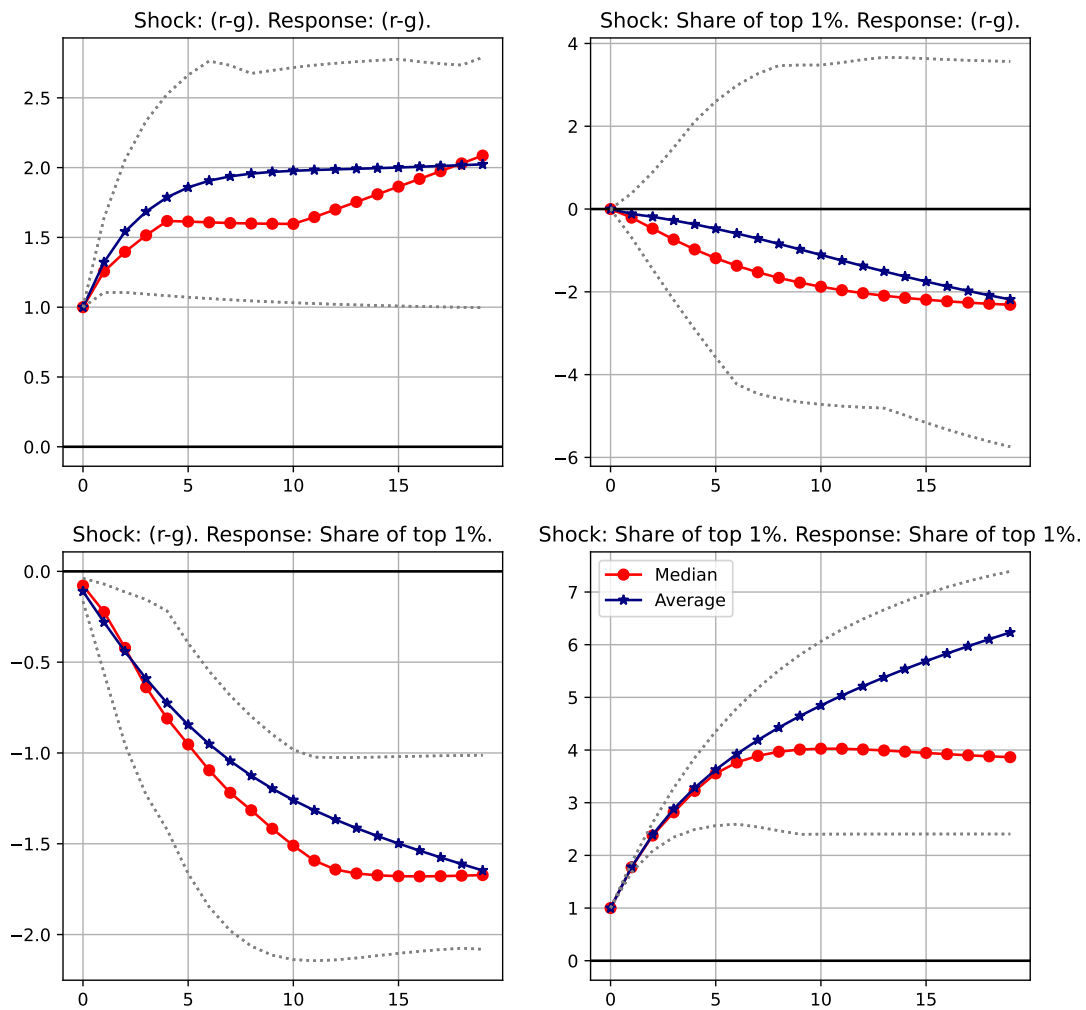 Shock: (r-g). Response: (r-g).
Shock: Share of top 1%. Response: (r-g).
2.5
2.0
1.5
1.0
0.5
0.0
0 5 10 15
4
2
0
−2
−4
−6
0 5 10 15
Shock: (r-g). Response: Share of top 1%.
Shock: Share of top 1%. Response: Share of top 1%.
0.0
−0.5
−1.0
−1.5
−2.0
0 5 10 15
Median
Average
7
6
5
4
3
2
1
0
0 5 10 15